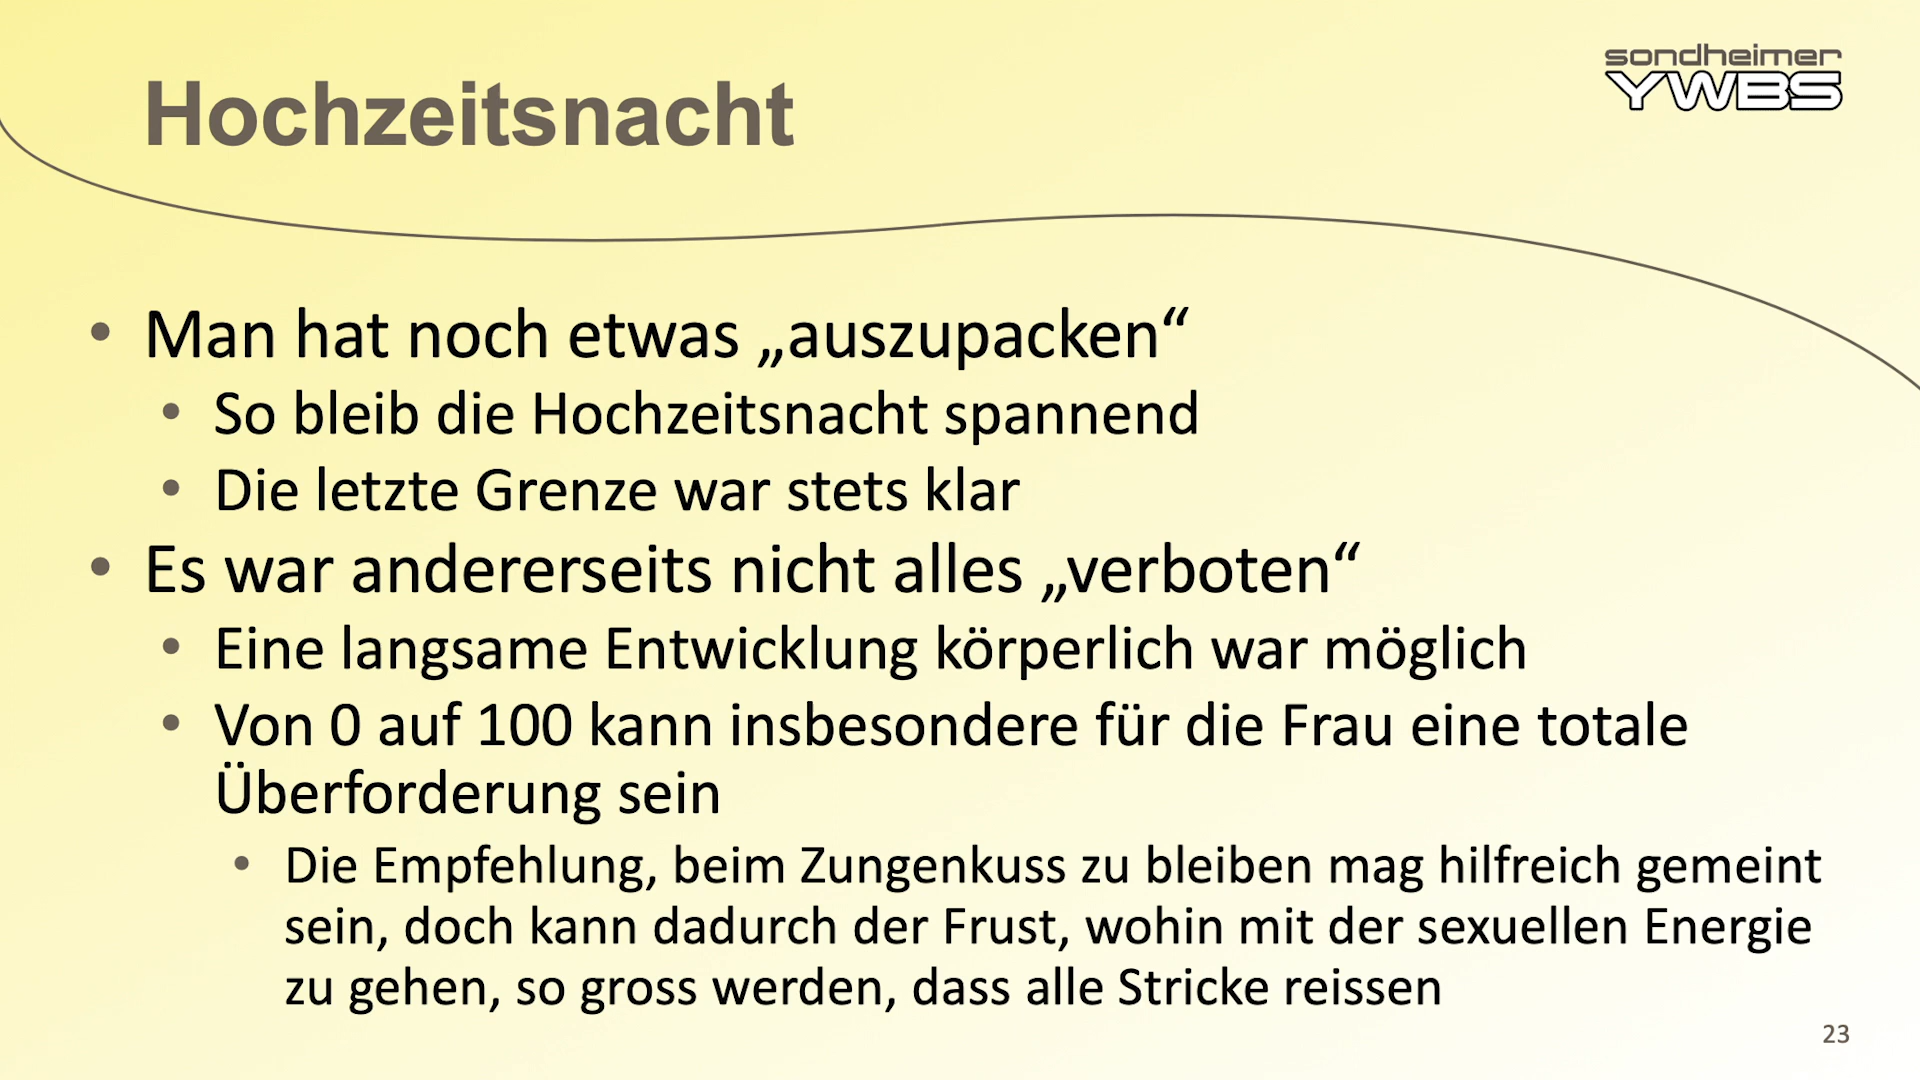 Hochzeitsnacht
sondheimer
YWBS
• Man hat noch etwas „auszupacken“
• So bleib die Hochzeitsnacht spannend
• Die letzte Grenze war stets klar
• Es war andererseits nicht alles „verboten“
• Eine langsame Entwicklung körperlich war möglich
• Von 0 auf 100 kann insbesondere für die Frau eine totale
Überforderung sein
• Die Empfehlung, beim Zungenkuss zu bleiben mag hilfreich gemeint
sein, doch kann dadurch der Frust, wohin mit der sexuellen Energie
zu gehen, so gross werden, dass alle Stricke reissen
23